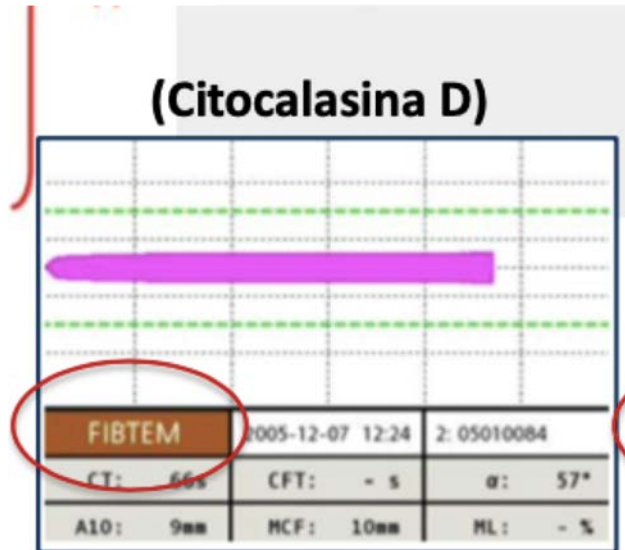 (Citocalasina D)
FIBTEM 2005-12-07 12:24 2: 05010084
CT: 66s CFT: - s α: 57°
A10: 9mm MCF: 10mm ML: - %